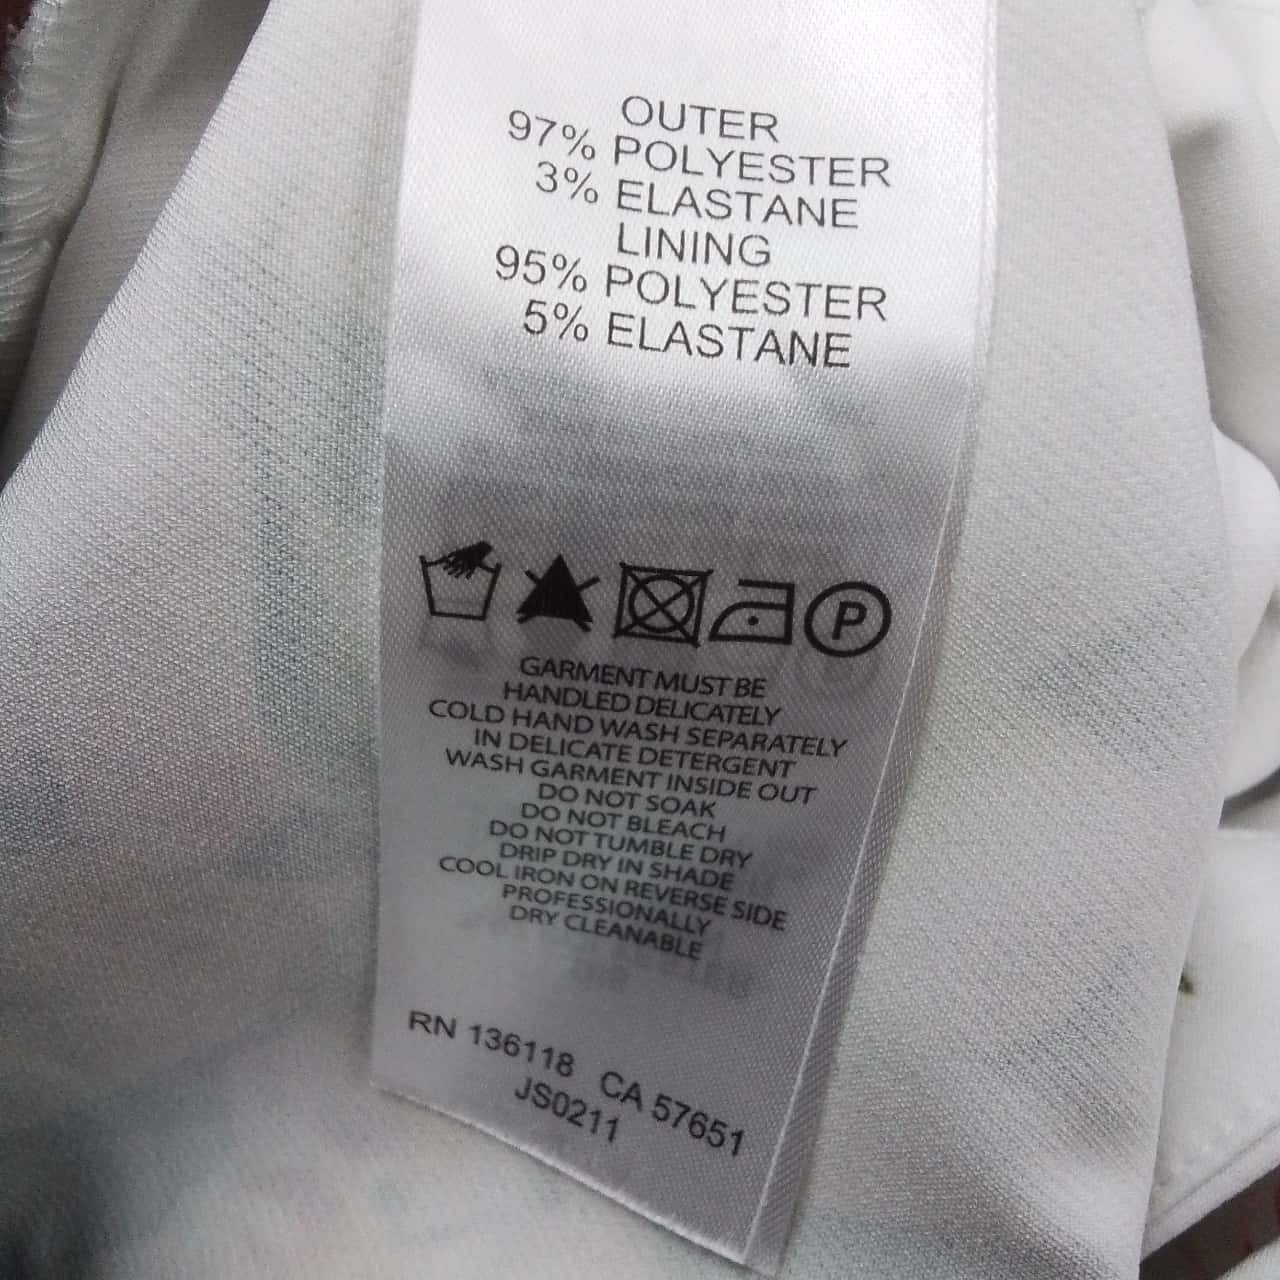 OUTER
97% POLYESTER
3% ELASTANE
LINING
95% POLYESTER
5% ELASTANE
P
GARMENT MUST BE
HANDLED DELICATELY
COLD HAND WASH SEPARATELY
IN DELICATE DETERGENT
WASH GARMENT INSIDE OUT
DO NOT SOAK
DO NOT BLEACH
DO NOT TUMBLE DRY
DRIP DRY IN SHADE
COOL IRON ON REVERSE SIDE
PROFESSIONALLY
DRY CLEANABLE
RN 136118 CA 57651
JS0211